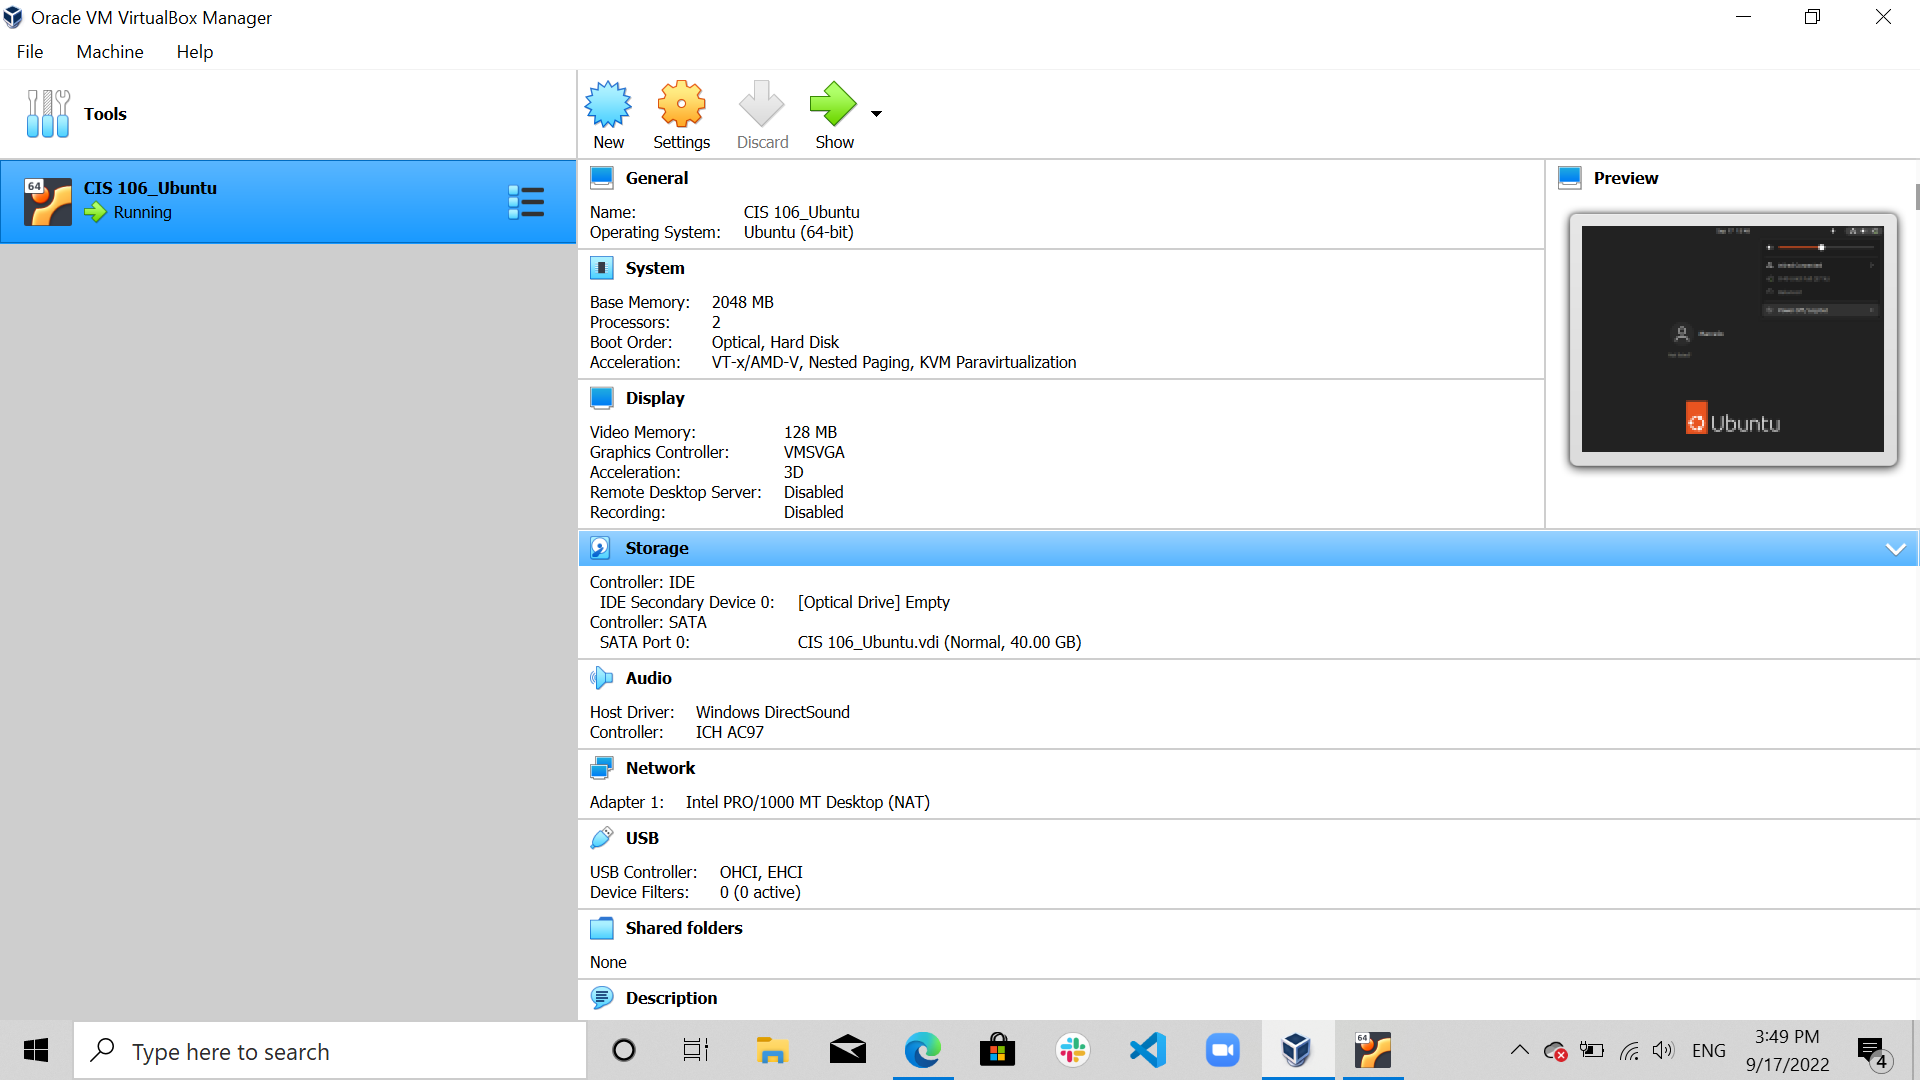 Oracle VM VirtualBox Manager
File Machine Help
Tools
New Settings Discard Show
64 CIS 106_Ubuntu
Running
General
Name: CIS 106_Ubuntu
Operating System: Ubuntu (64-bit)
System
Base Memory: 2048 MB
Processors: 2
Boot Order: Optical, Hard Disk
Acceleration: VT-x/AMD-V, Nested Paging, KVM Paravirtualization
Display
Video Memory: 128 MB
Graphics Controller: VMSVGA
Acceleration: 3D
Remote Desktop Server: Disabled
Recording: Disabled
Preview
Ubuntu
Storage
Controller: IDE
IDE Secondary Device 0: [Optical Drive] Empty
Controller: SATA
SATA Port 0: CIS 106_Ubuntu.vdi (Normal, 40.00 GB)
Audio
Host Driver: Windows DirectSound
Controller: ICH AC97
Network
Adapter 1: Intel PRO/1000 MT Desktop (NAT)
USB
USB Controller: OHCI, EHCI
Device Filters: 0 (0 active)
Shared folders
None
Description
Type here to search
64
ENG
3:49 PM
9/17/2022
4